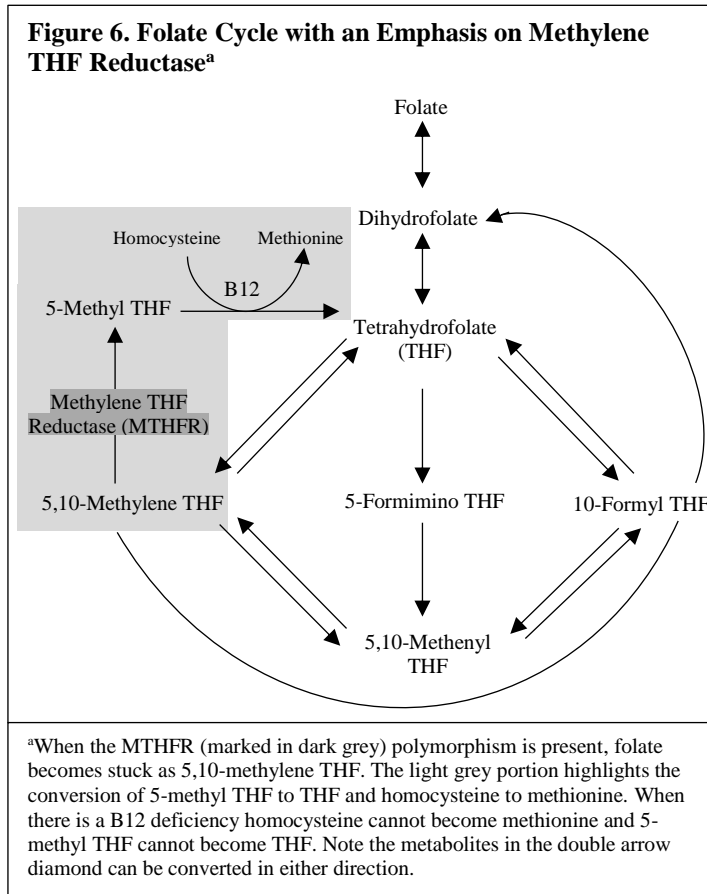 Figure 6. Folate Cycle with an Emphasis on Methylene
THF Reductaseᵃ
Folate
Dihydrofolate
Homocysteine
Methionine
B12
5-Methyl THF
Tetrahydrofolate
(THF)
Methylene THF
Reductase (MTHFR)
5,10-Methylene THF
5-Formimino THF
10-Formyl THF
5,10-Methenyl
THF
ᵃWhen the MTHFR (marked in dark grey) polymorphism is present, folate
becomes stuck as 5,10-methylene THF. The light grey portion highlights the
conversion of 5-methyl THF to THF and homocysteine to methionine. When
there is a B12 deficiency homocysteine cannot become methionine and 5-
methyl THF cannot become THF. Note the metabolites in the double arrow
diamond can be converted in either direction.